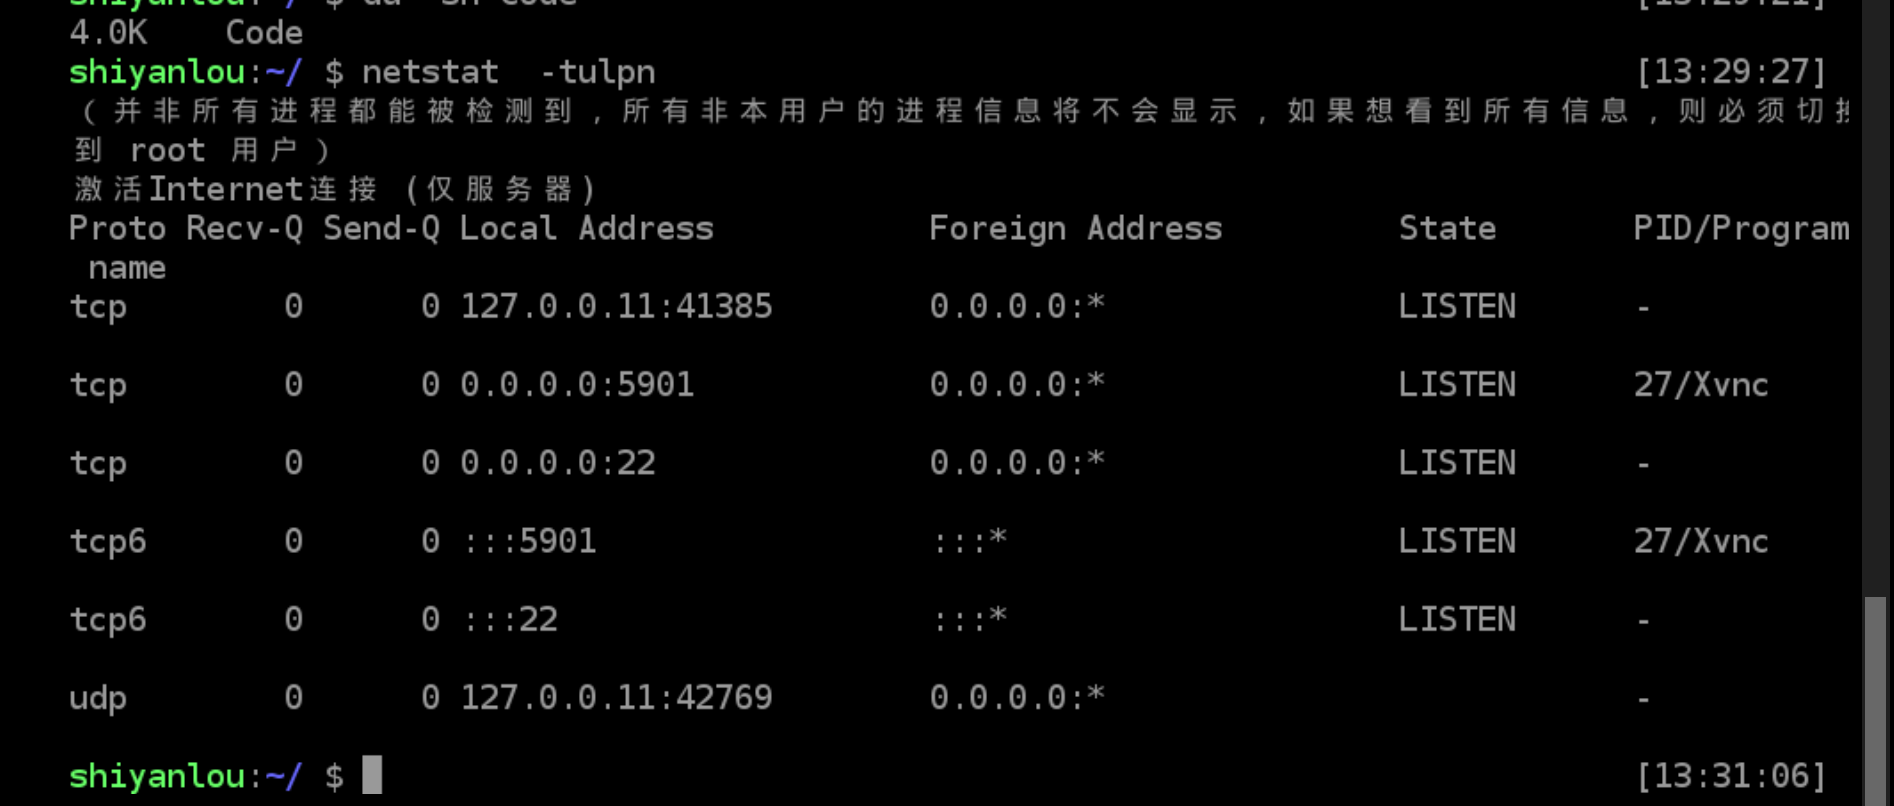 shiyanlou:~/ $ du -sh Code [13:29:21]
4.0K    Code
shiyanlou:~/ $ netstat  -tulpn [13:29:27]
（并非所有进程都能被检测到，所有非本用户的进程信息将不会显示，如果想看到所有信息，则必须切换
到 root 用户）
激活Internet连接 (仅服务器)
Proto Recv-Q Send-Q Local Address           Foreign Address         State       PID/Program
 name
tcp        0      0 127.0.0.11:41385        0.0.0.0:*               LISTEN      -
tcp        0      0 0.0.0.0:5901            0.0.0.0:*               LISTEN      27/Xvnc
tcp        0      0 0.0.0.0:22              0.0.0.0:*               LISTEN      -
tcp6       0      0 :::5901                 :::*                    LISTEN      27/Xvnc
tcp6       0      0 :::22                   :::*                    LISTEN      -
udp        0      0 127.0.0.11:42769        0.0.0.0:*                           -
shiyanlou:~/ $ [13:31:06]